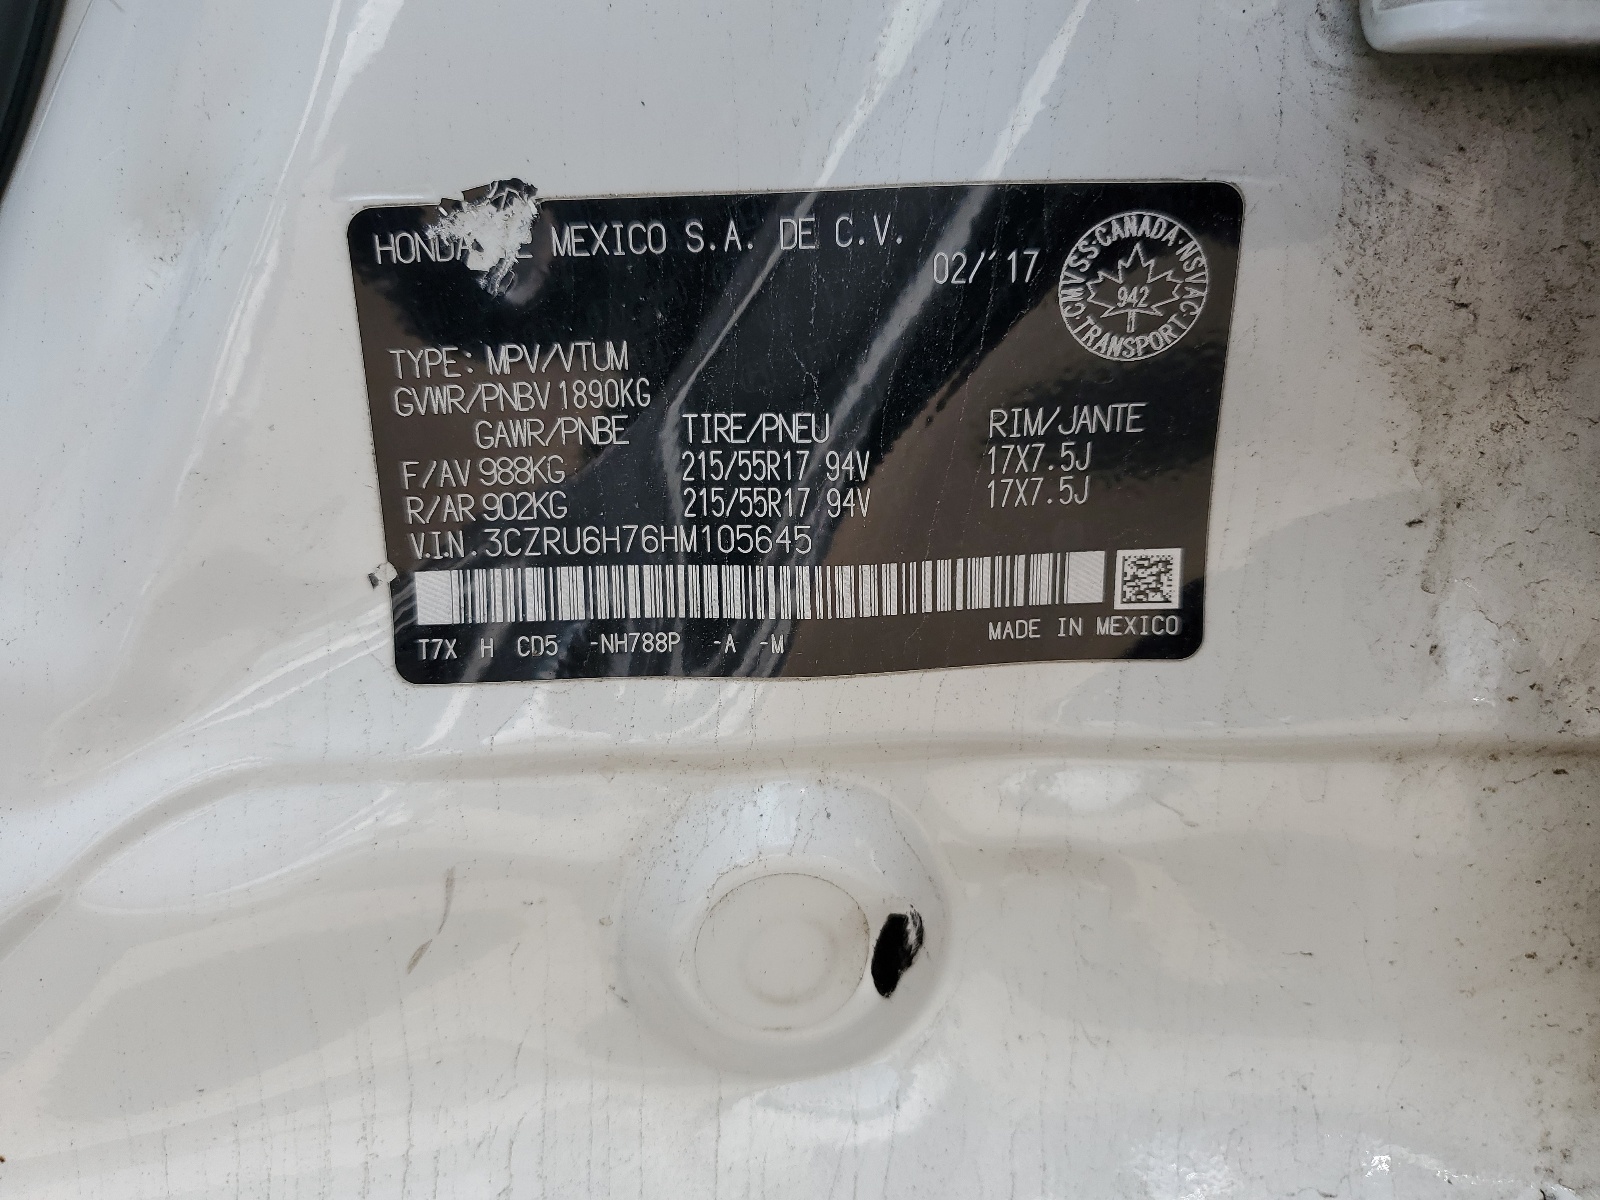 HONDA DE MEXICO S.A. DE C.V.
02/'17
CMVSS·CANADA·NSVAC·TRANSPORT
942
TYPE: MPV/VTUM
GVWR/PNBV 1890KG
GAWR/PNBE TIRE/PNEU RIM/JANTE
F/AV 988KG 215/55R17 94V 17X7.5J
R/AR 902KG 215/55R17 94V 17X7.5J
V.I.N. 3CZRU6H76HM105645
T7X H CD5 -NH788P -A -M MADE IN MEXICO